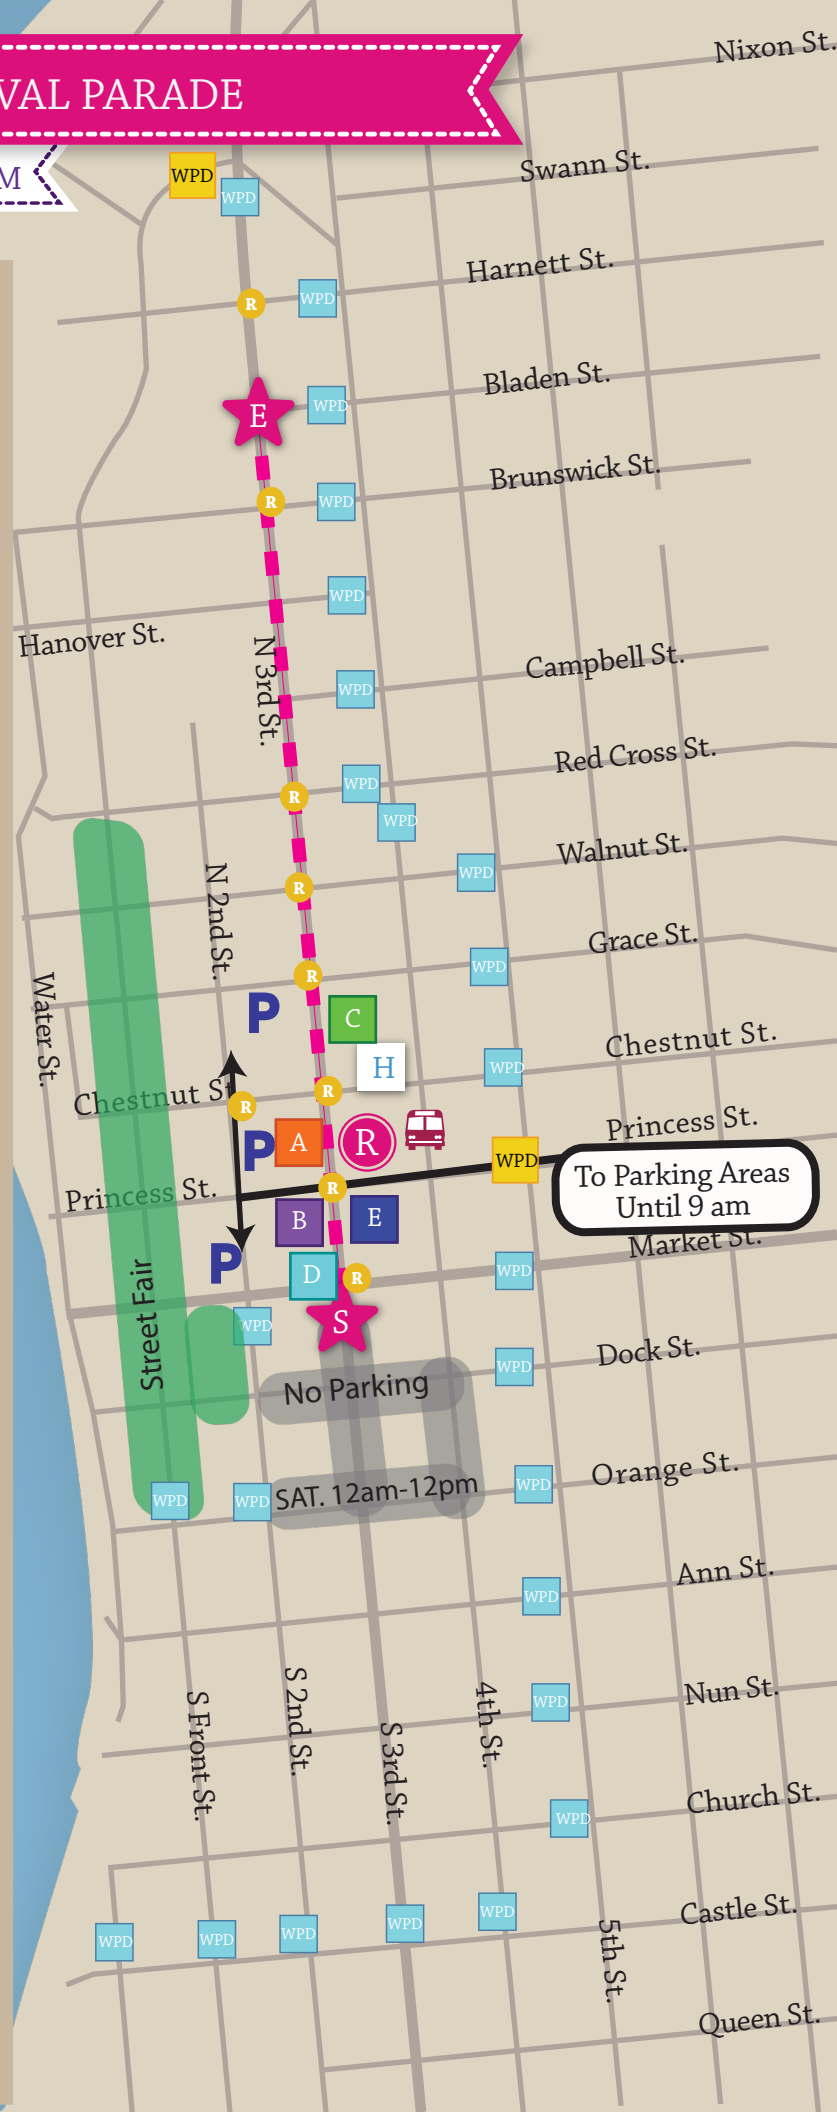 Nixon St.
VAL PARADE
Swann St.
WPD
M
WPD
Harnett St.
R
WPD
Bladen St.
E
WPD
Brunswick St.
R
WPD
WPD
Hanover St.
N 3rd St.
Campbell St.
WPD
Red Cross St.
WPD
R
WPD
Walnut St.
WPD
R
N 2nd St.
Grace St.
WPD
R
Water St.
P
C
Chestnut St.
H
WPD
Chestnut St
R
R
Princess St.
P
A
R
WPD
To Parking Areas
Until 9 am
Princess St.
R
B
E
Market St.
P
D
R
WPD
Street Fair
WPD
S
Dock St.
WPD
No Parking
Orange St.
SAT. 12am-12pm
WPD
WPD
WPD
Ann St.
WPD
S Front St.
S 2nd St.
S 3rd St.
4th St.
Nun St.
WPD
Church St.
WPD
Castle St.
WPD
WPD
WPD
WPD
WPD
5th St.
Queen St.